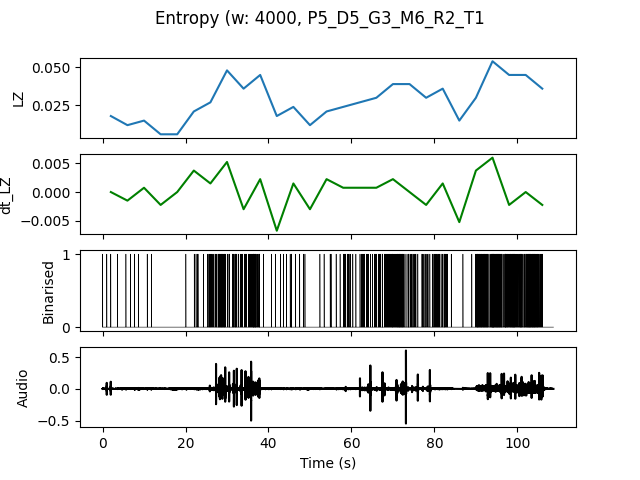 Entropy (w: 4000, P5_D5_G3_M6_R2_T1
0.050
0.025
LZ
0.005
0.000
−0.005
dt_LZ
1
0
Binarised
0.5
0.0
−0.5
Audio
0 20 40 60 80 100
Time (s)